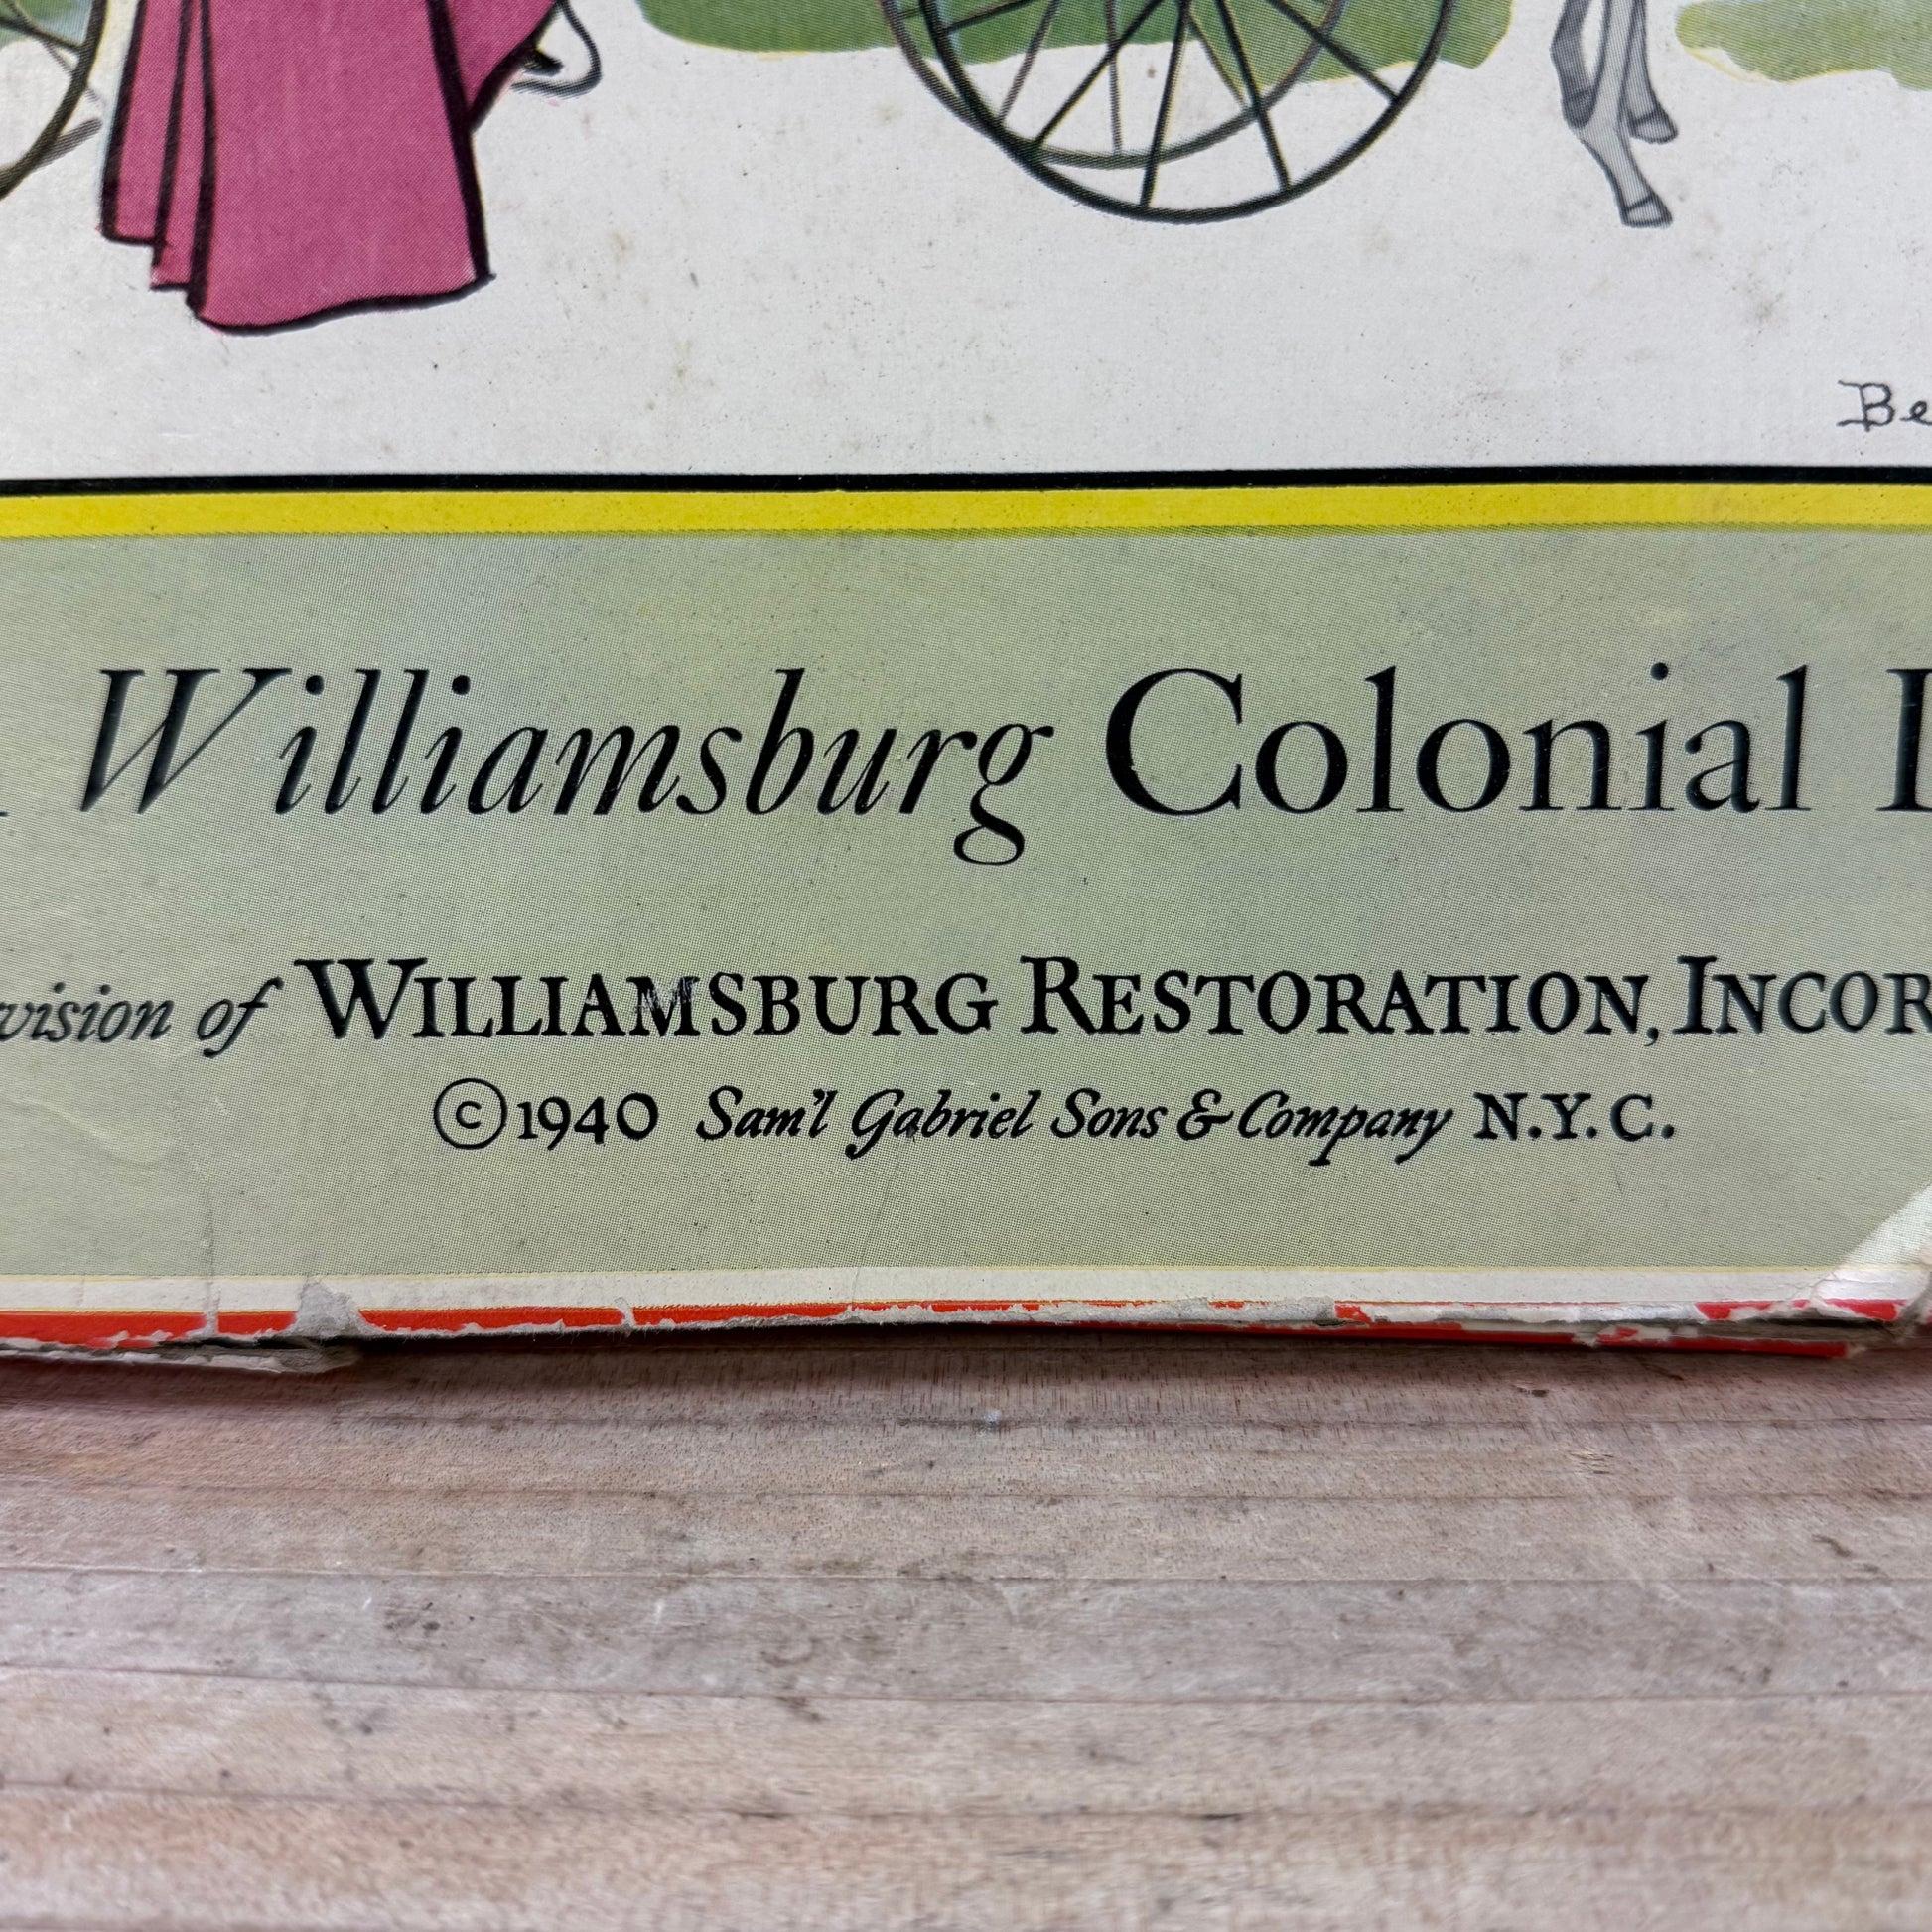 Be
Williamsburg Colonial
vision of WILLIAMSBURG RESTORATION, INCOR
©1940 Sam'l Gabriel Sons & Company N.Y.C.